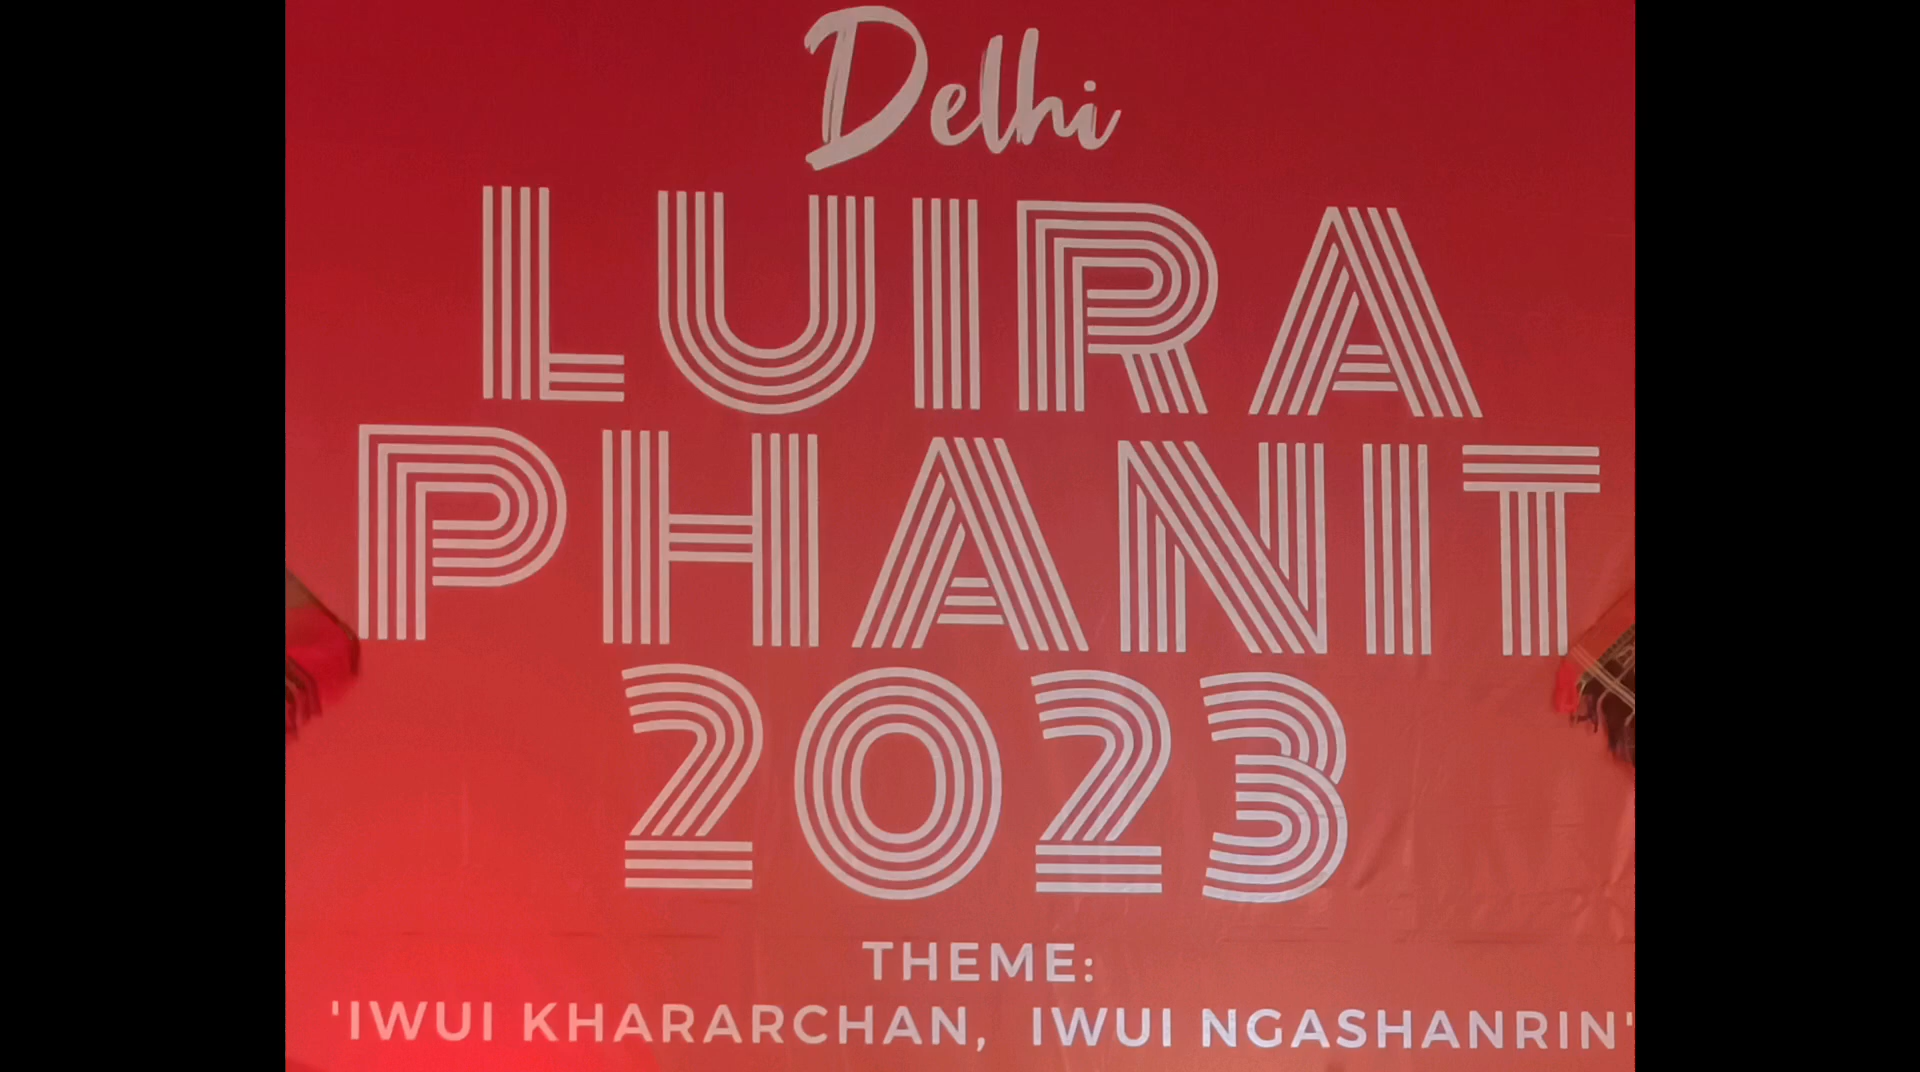 Delhi
LUIRA
PHANIT
2023
THEME:
'IWUI KHARARCHAN, IWUI NGASHANRIN'